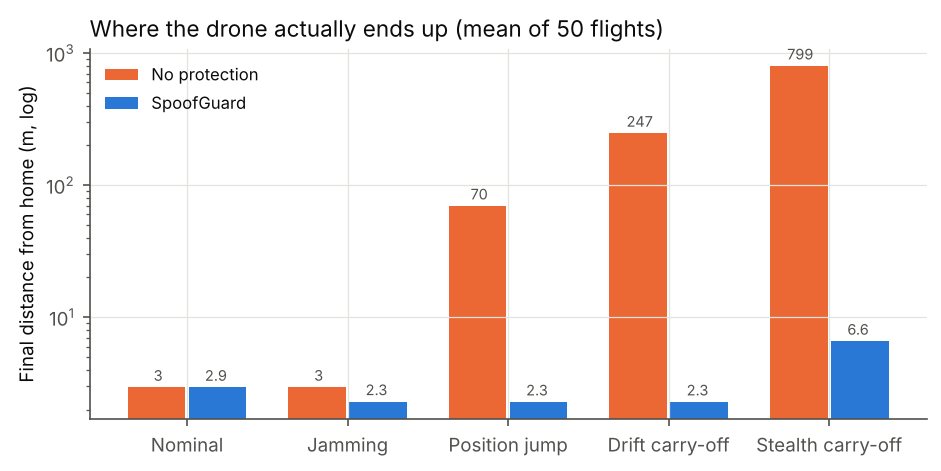 Where the drone actually ends up (mean of 50 flights)
Final distance from home (m, log)
10³
10²
10¹
No protection
SpoofGuard
3
2.9
3
2.3
70
2.3
247
2.3
799
6.6
Nominal
Jamming
Position jump
Drift carry-off
Stealth carry-off